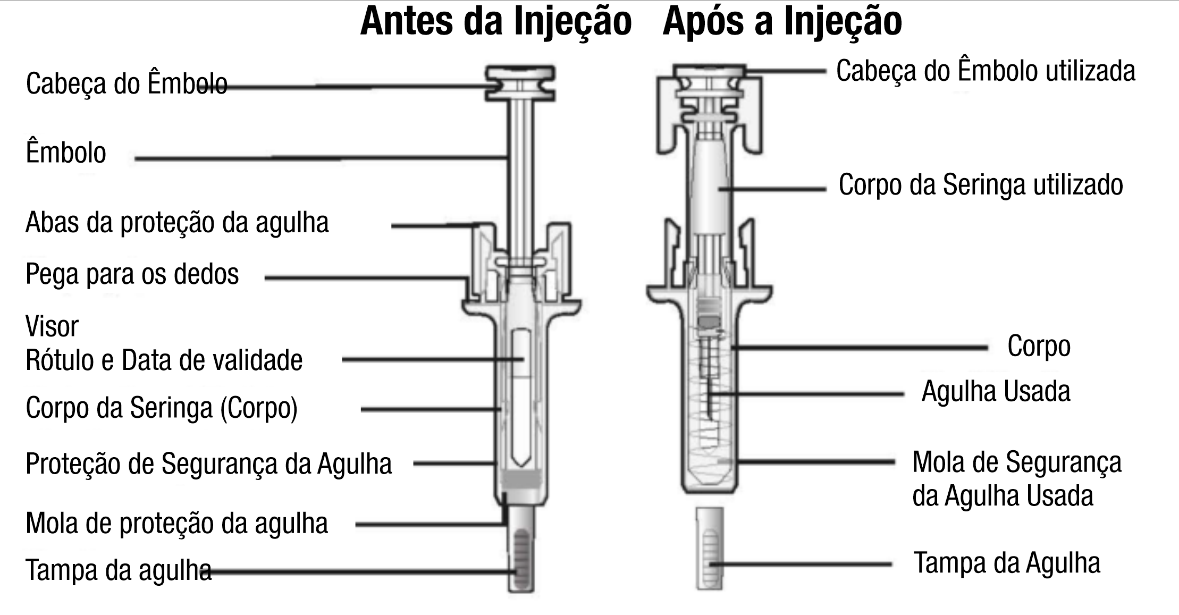 Antes da Injeção
Após a Injeção
Cabeça do Êmbolo
Êmbolo
Abas da proteção da agulha
Pega para os dedos
Visor
Rótulo e Data de validade
Corpo da Seringa (Corpo)
Proteção de Segurança da Agulha
Mola de proteção da agulha
Tampa da agulha
Cabeça do Êmbolo utilizada
Corpo da Seringa utilizado
Corpo
Agulha Usada
Mola de Segurança
da Agulha Usada
Tampa da Agulha